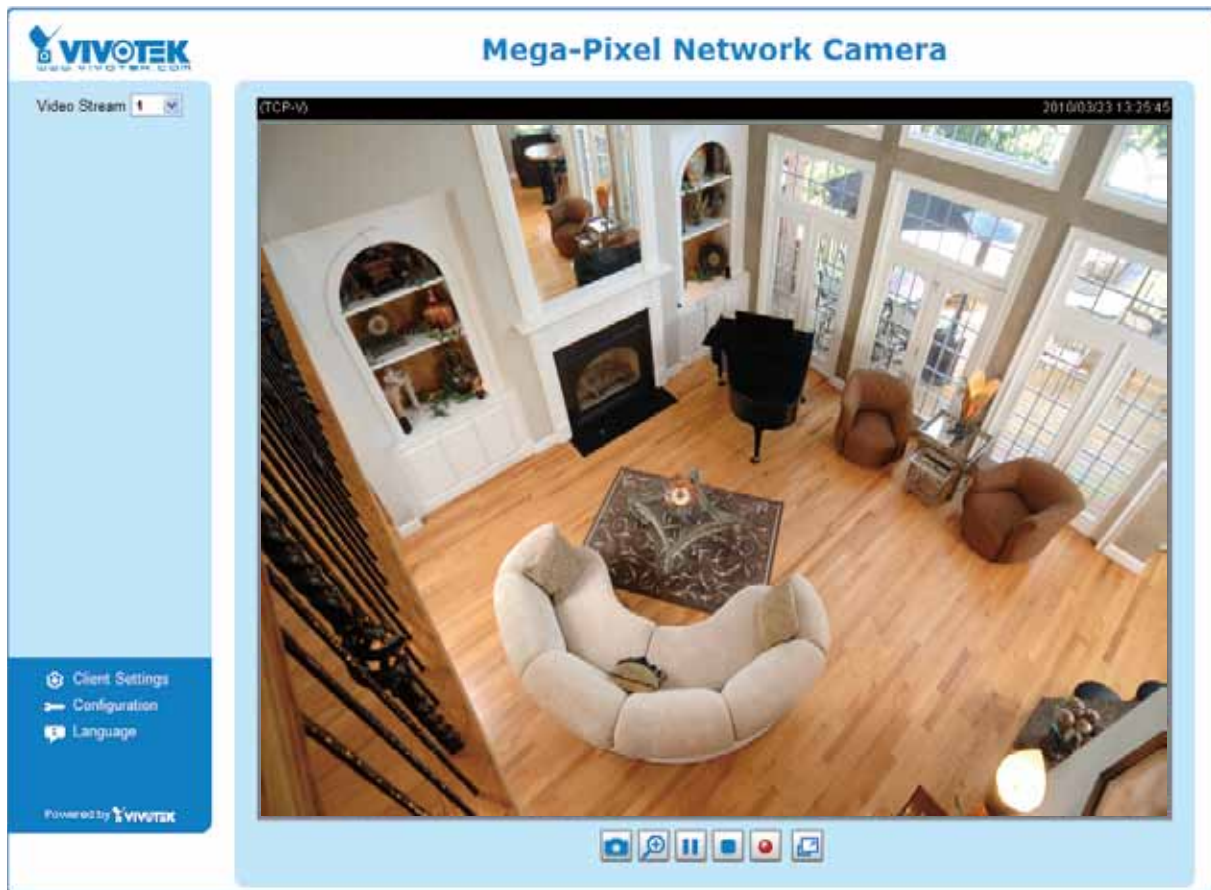 VIVOTEK
www.vivotek.com
Mega-Pixel Network Camera
Video Stream 1
(TCP-V)
2010/03/23 13:25:45
Client Settings
Configuration
Language
Powered by VIVOTEK